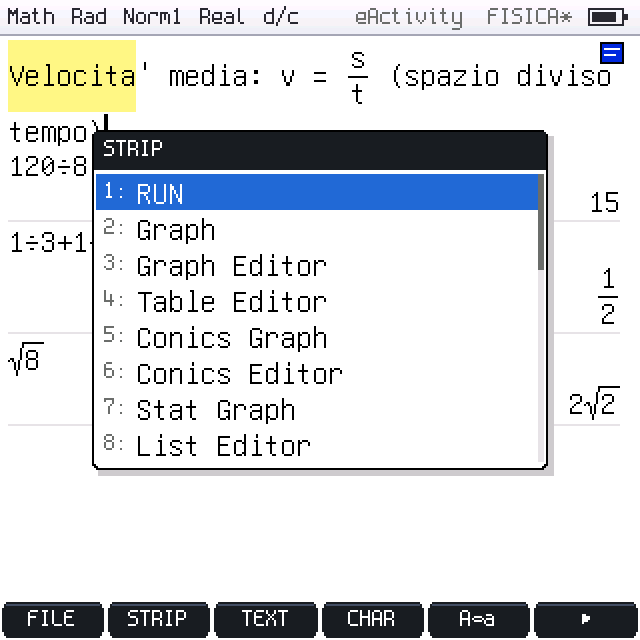 Math Rad Norm1 Real d/c eActivity FISICA*
Velocita' media: v = s/t (spazio diviso
tempo)
120÷8
15
1÷3+1
1/2
√8
2√2
STRIP
1: RUN
2: Graph
3: Graph Editor
4: Table Editor
5: Conics Graph
6: Conics Editor
7: Stat Graph
8: List Editor
FILE STRIP TEXT CHAR A⇔a ▶